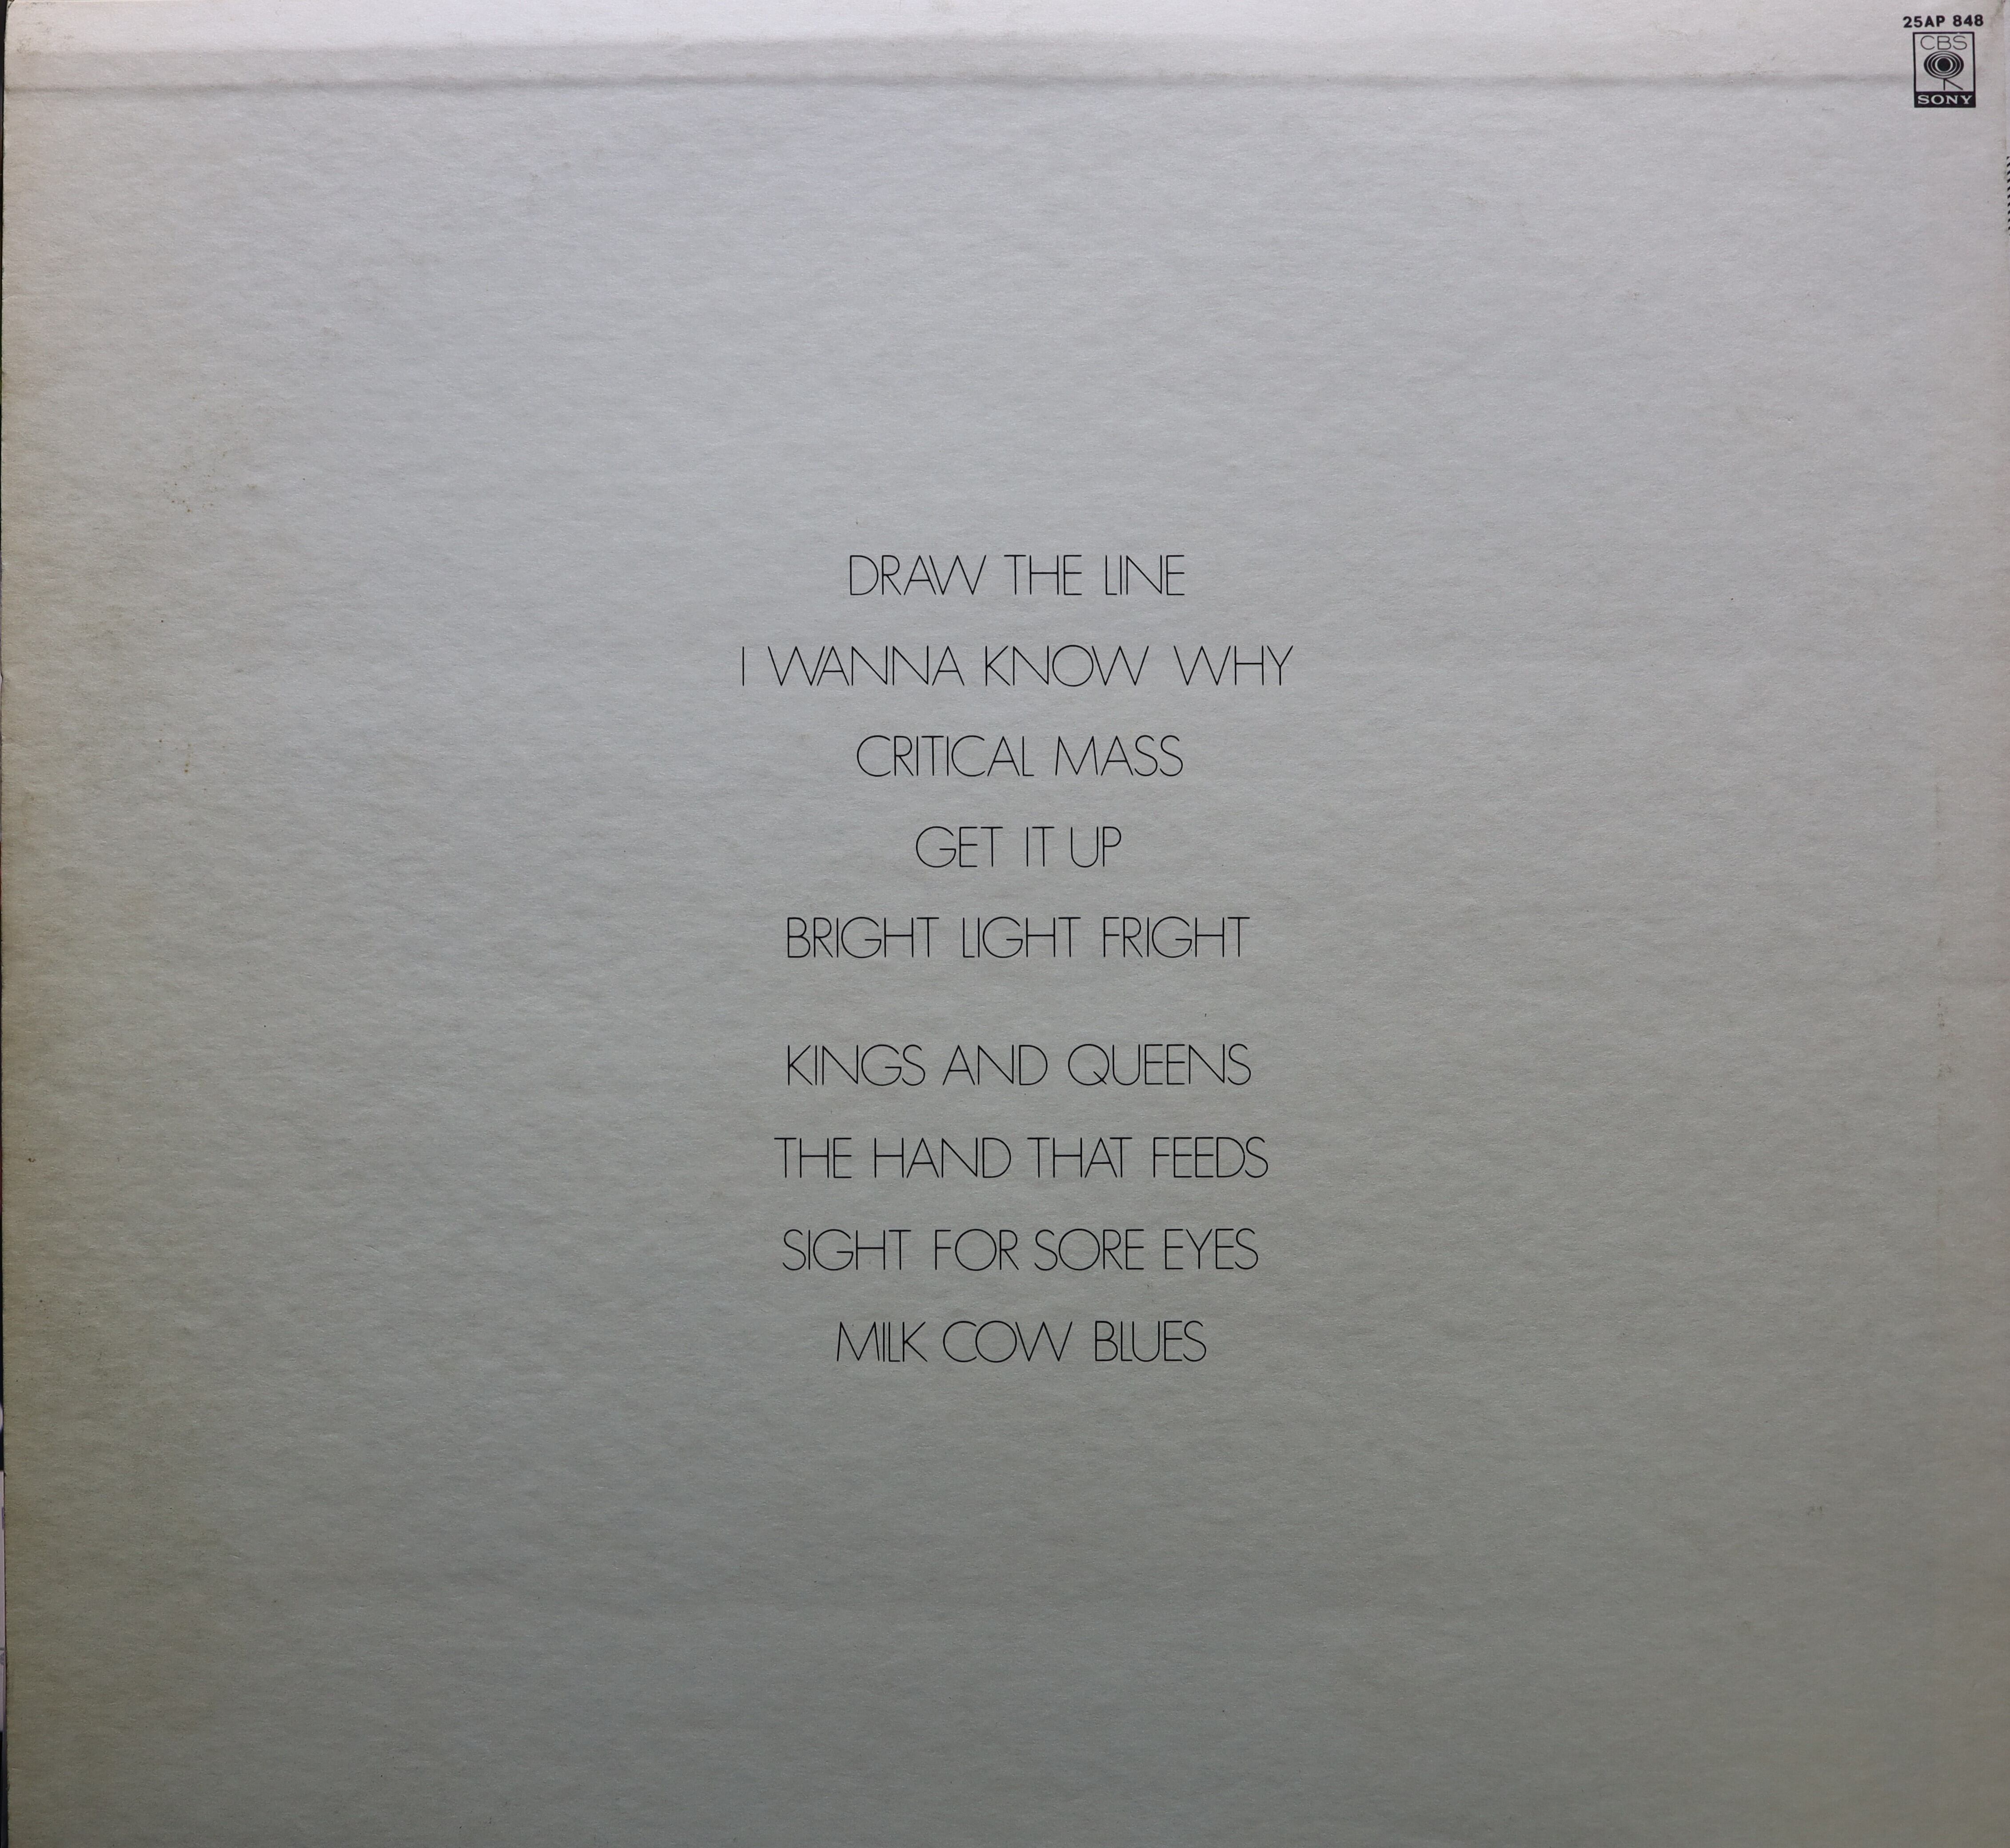 25AP 848
CBS
SONY
DRAW THE LINE
I WANNA KNOW WHY
CRITICAL MASS
GET IT UP
BRIGHT LIGHT FRIGHT
KINGS AND QUEENS
THE HAND THAT FEEDS
SIGHT FOR SORE EYES
MILK COW BLUES